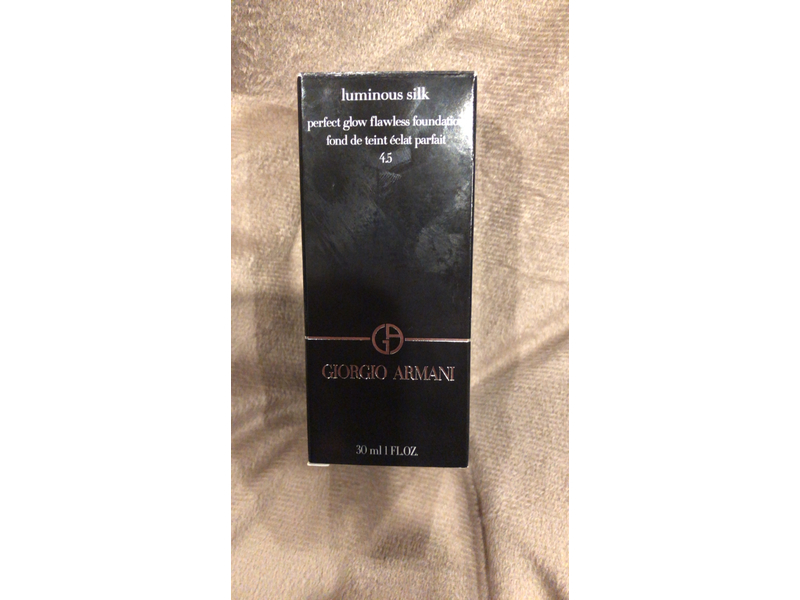 luminous silk
perfect glow flawless foundation
fond de teint éclat parfait
4.5
GA
GIORGIO ARMANI
30 ml | FL.OZ.